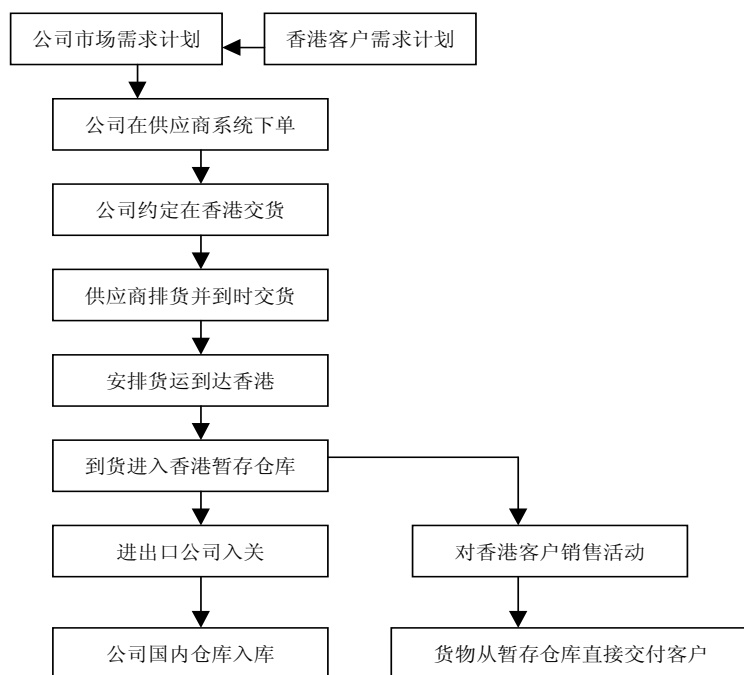 公司市场需求计划
香港客户需求计划
公司在供应商系统下单
公司约定在香港交货
供应商排货并到时交货
安排货运到达香港
到货进入香港暂存仓库
进出口公司入关
对香港客户销售活动
公司国内仓库入库
货物从暂存仓库直接交付客户